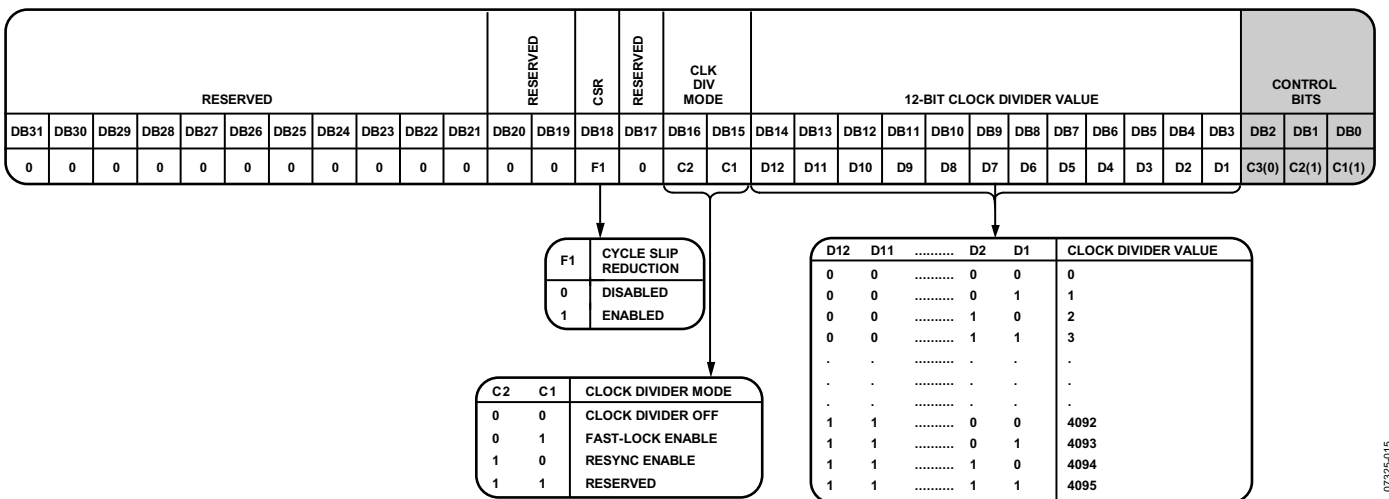 RESERVED
RESERVED
CSR
RESERVED
CLK
DIV
MODE
12-BIT CLOCK DIVIDER VALUE
CONTROL
BITS
DB31 DB30 DB29 DB28 DB27 DB26 DB25 DB24 DB23 DB22 DB21 DB20 DB19 DB18 DB17 DB16 DB15 DB14 DB13 DB12 DB11 DB10 DB9 DB8 DB7 DB6 DB5 DB4 DB3 DB2 DB1 DB0
0 0 0 0 0 0 0 0 0 0 0 0 0 F1 0 C2 C1 D12 D11 D10 D9 D8 D7 D6 D5 D4 D3 D2 D1 C3(0) C2(1) C1(1)
F1 CYCLE SLIP
REDUCTION
0 DISABLED
1 ENABLED
C2 C1 CLOCK DIVIDER MODE
0 0 CLOCK DIVIDER OFF
0 1 FAST-LOCK ENABLE
1 0 RESYNC ENABLE
1 1 RESERVED
D12 D11 .......... D2 D1 CLOCK DIVIDER VALUE
0 0 .......... 0 0 0
0 0 .......... 0 1 1
0 0 .......... 1 0 2
0 0 .......... 1 1 3
. . .......... . . .
. . .......... . . .
. . .......... . . .
1 1 .......... 0 0 4092
1 1 .......... 0 1 4093
1 1 .......... 1 0 4094
1 1 .......... 1 1 4095
07325-015